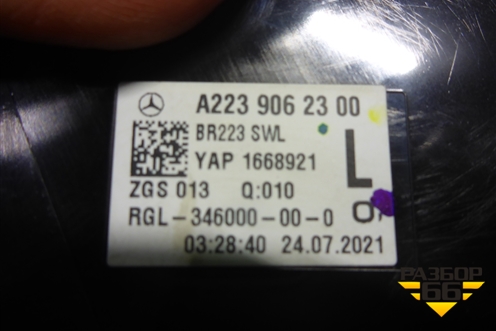 A223 906 23 00
BR223 SWL
YAP 1668921
L
ZGS 013 Q:010
RGL-346000-00-0
03:28:40 24.07.2021
РАЗБОР
66